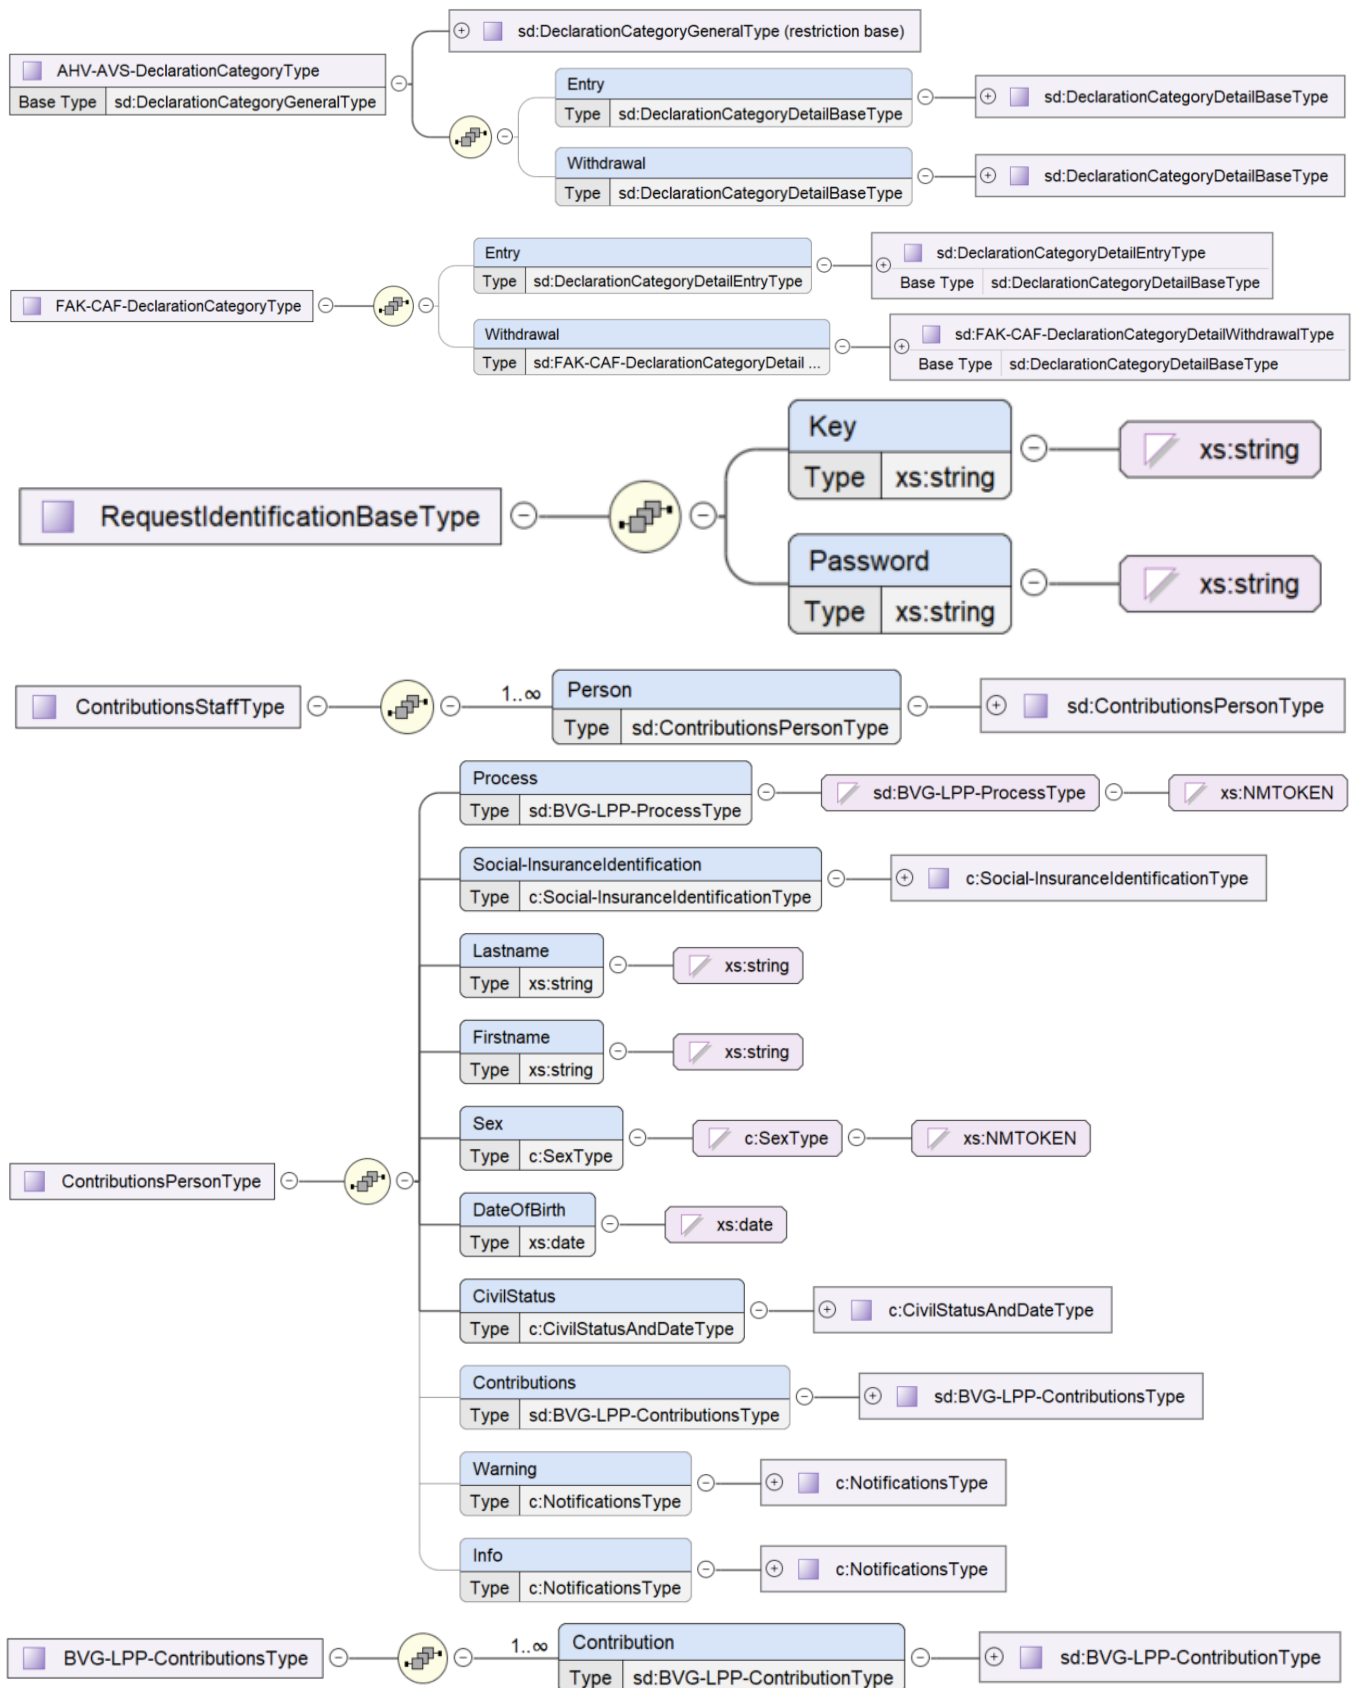 sd:DeclarationCategoryGeneralType (restriction base)
AHV-AVS-DeclarationCategoryType
Base Type sd:DeclarationCategoryGeneralType
Entry
Type sd:DeclarationCategoryDetailBaseType
sd:DeclarationCategoryDetailBaseType
Withdrawal
Type sd:DeclarationCategoryDetailBaseType
sd:DeclarationCategoryDetailBaseType
FAK-CAF-DeclarationCategoryType
Entry
Type sd:DeclarationCategoryDetailEntryType
sd:DeclarationCategoryDetailEntryType
Base Type sd:DeclarationCategoryDetailBaseType
Withdrawal
Type sd:FAK-CAF-DeclarationCategoryDetail ...
sd:FAK-CAF-DeclarationCategoryDetailWithdrawalType
Base Type sd:DeclarationCategoryDetailBaseType
RequestIdentificationBaseType
Key
Type xs:string
xs:string
Password
Type xs:string
xs:string
ContributionsStaffType
1..∞
Person
Type sd:ContributionsPersonType
sd:ContributionsPersonType
ContributionsPersonType
Process
Type sd:BVG-LPP-ProcessType
sd:BVG-LPP-ProcessType
xs:NMTOKEN
Social-InsuranceIdentification
Type c:Social-InsuranceIdentificationType
c:Social-InsuranceIdentificationType
Lastname
Type xs:string
xs:string
Firstname
Type xs:string
xs:string
Sex
Type c:SexType
c:SexType
xs:NMTOKEN
DateOfBirth
Type xs:date
xs:date
CivilStatus
Type c:CivilStatusAndDateType
c:CivilStatusAndDateType
Contributions
Type sd:BVG-LPP-ContributionsType
sd:BVG-LPP-ContributionsType
Warning
Type c:NotificationsType
c:NotificationsType
Info
Type c:NotificationsType
c:NotificationsType
BVG-LPP-ContributionsType
1..∞
Contribution
Type sd:BVG-LPP-ContributionType
sd:BVG-LPP-ContributionType